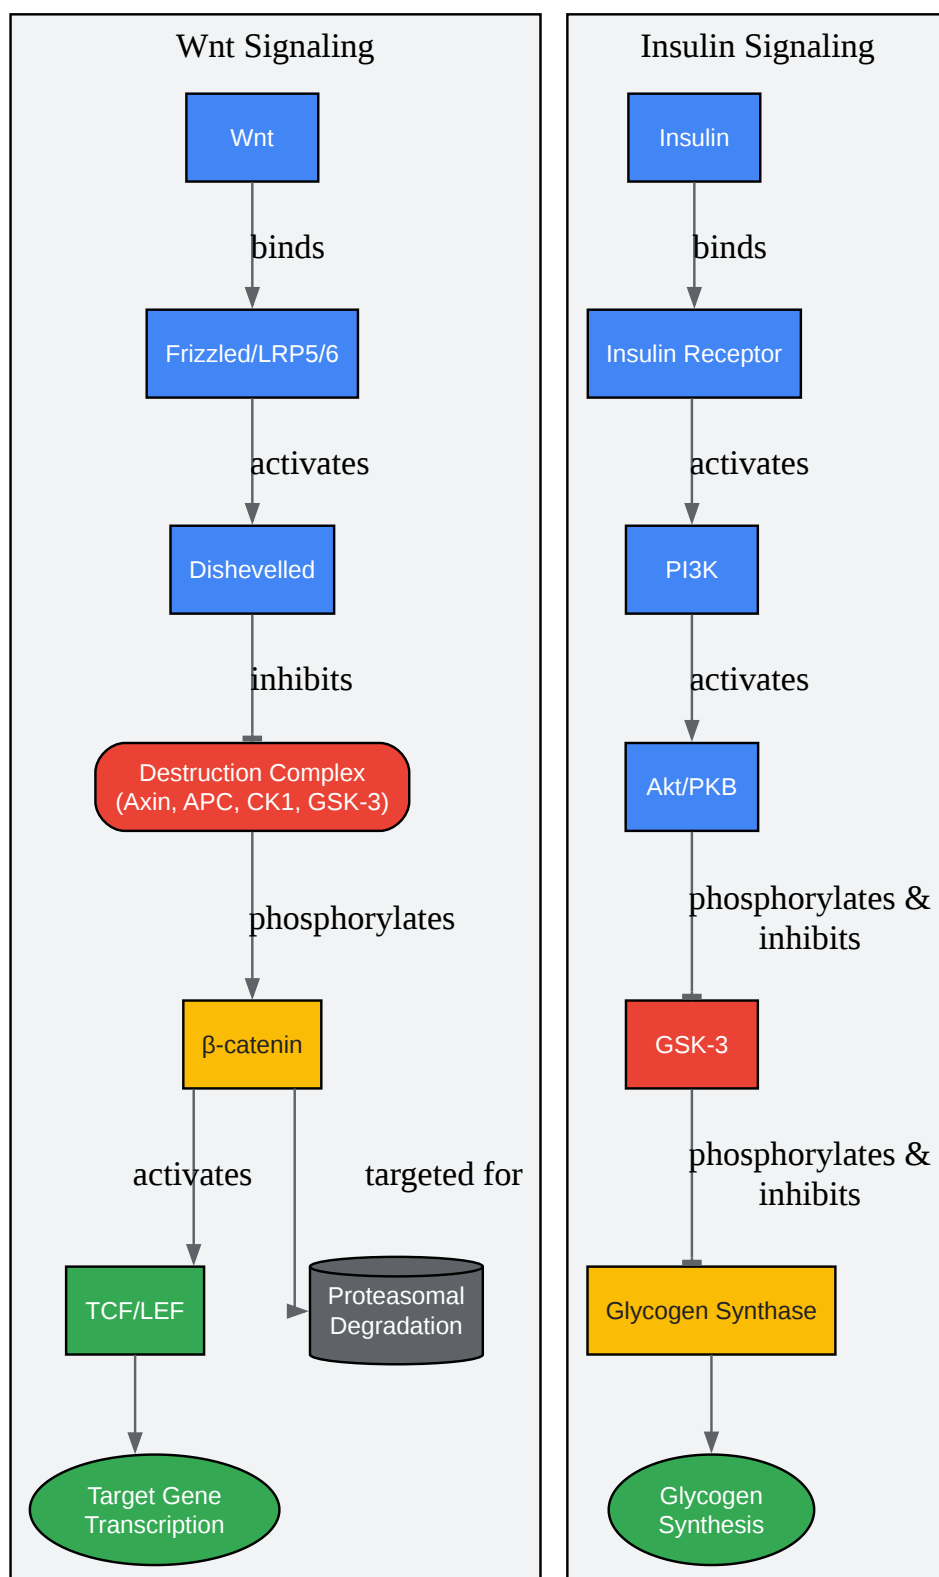 Wnt Signaling
Wnt
binds
Frizzled/LRP5/6
activates
Dishevelled
inhibits
Destruction Complex
(Axin, APC, CK1, GSK-3)
phosphorylates
β-catenin
activates
targeted for
TCF/LEF
Proteasomal
Degradation
Target Gene
Transcription
Insulin Signaling
Insulin
binds
Insulin Receptor
activates
PI3K
activates
Akt/PKB
phosphorylates &
inhibits
GSK-3
phosphorylates &
inhibits
Glycogen Synthase
Glycogen
Synthesis